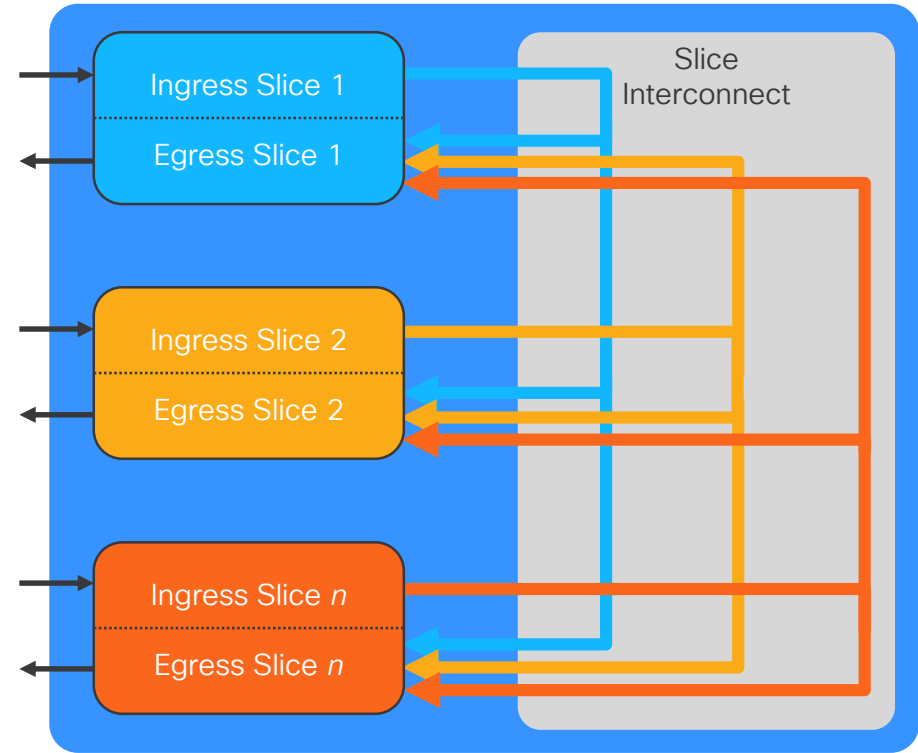 Slice
Interconnect
Ingress Slice 1
Egress Slice 1
Ingress Slice 2
Egress Slice 2
Ingress Slice n
Egress Slice n